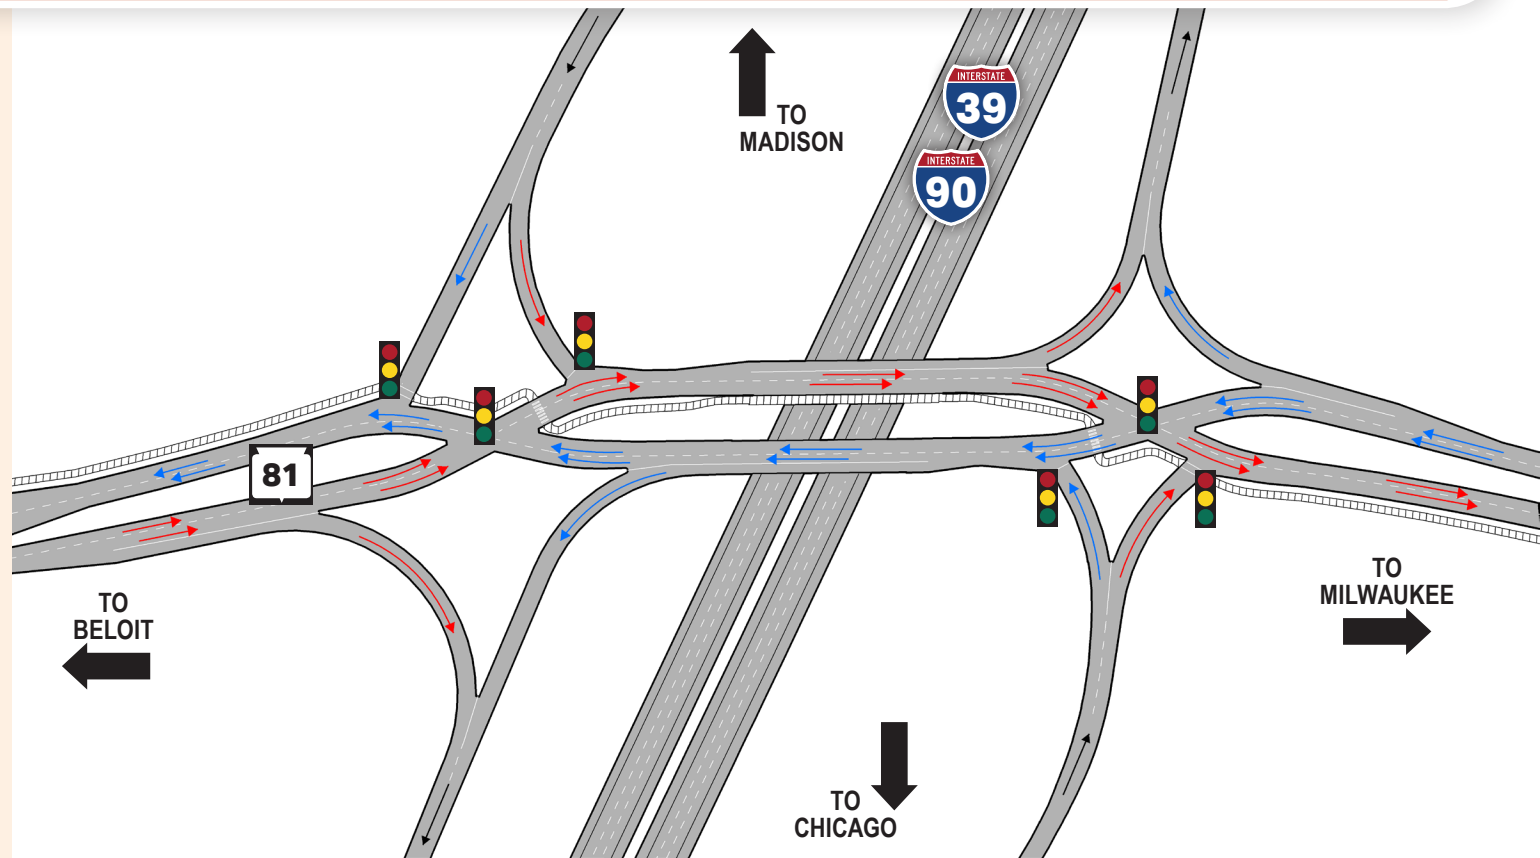 INTERSTATE
39
INTERSTATE
90
TO
MADISON
81
TO
BELOIT
TO
MILWAUKEE
TO
CHICAGO